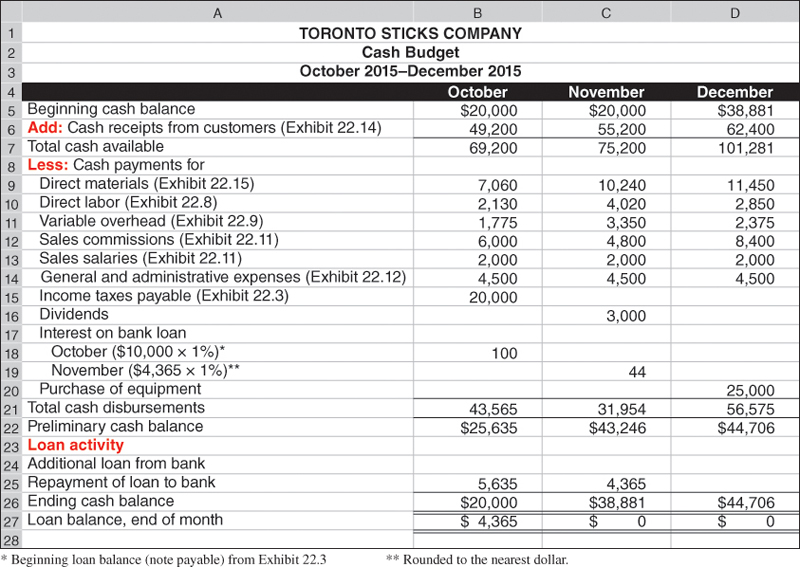 A B C D
1 TORONTO STICKS COMPANY
2 Cash Budget
3 October 2015–December 2015
4 October November December
5 Beginning cash balance $20,000 $20,000 $38,881
6 Add: Cash receipts from customers (Exhibit 22.14) 49,200 55,200 62,400
7 Total cash available 69,200 75,200 101,281
8 Less: Cash payments for
9 Direct materials (Exhibit 22.15) 7,060 10,240 11,450
10 Direct labor (Exhibit 22.8) 2,130 4,020 2,850
11 Variable overhead (Exhibit 22.9) 1,775 3,350 2,375
12 Sales commissions (Exhibit 22.11) 6,000 4,800 8,400
13 Sales salaries (Exhibit 22.11) 2,000 2,000 2,000
14 General and administrative expenses (Exhibit 22.12) 4,500 4,500 4,500
15 Income taxes payable (Exhibit 22.3) 20,000
16 Dividends 3,000
17 Interest on bank loan
18 October ($10,000 × 1%)* 100
19 November ($4,365 × 1%)** 44
20 Purchase of equipment 25,000
21 Total cash disbursements 43,565 31,954 56,575
22 Preliminary cash balance $25,635 $43,246 $44,706
23 Loan activity
24 Additional loan from bank
25 Repayment of loan to bank 5,635 4,365
26 Ending cash balance $20,000 $38,881 $44,706
27 Loan balance, end of month $ 4,365 $ 0 $ 0
28
* Beginning loan balance (note payable) from Exhibit 22.3 ** Rounded to the nearest dollar.